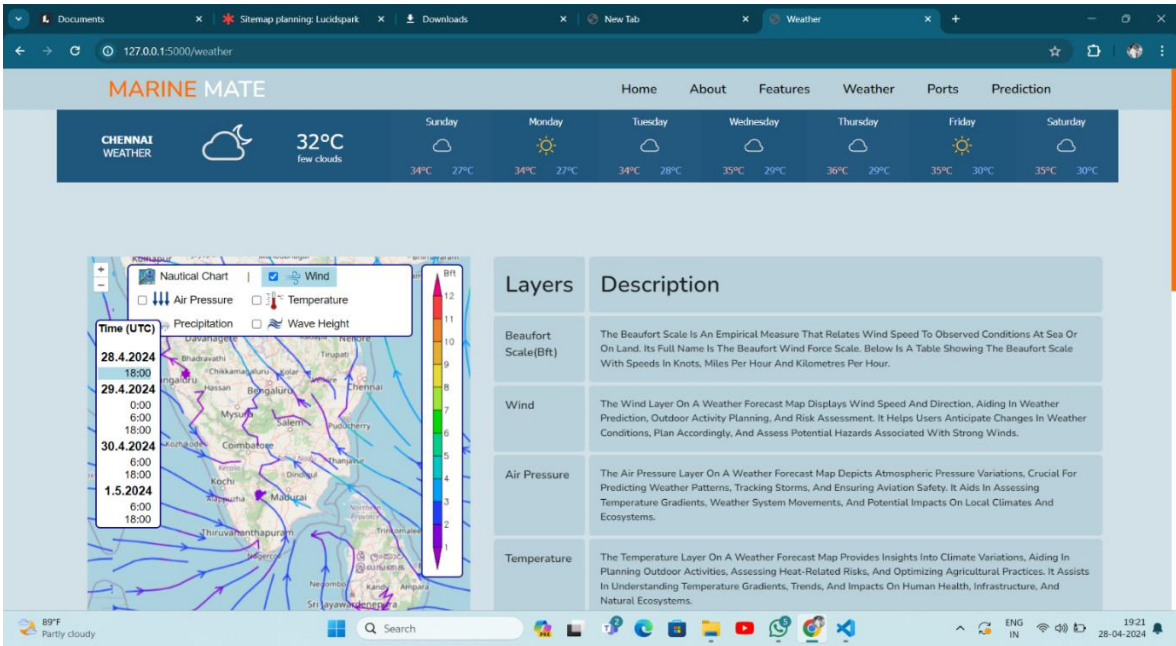 Documents
Sitemap planning: Lucidspark
Downloads
New Tab
Weather
127.0.0.1:5000/weather
MARINE MATE
Home About Features Weather Ports Prediction
CHENNAI
WEATHER
32°C
few clouds
Sunday Monday Tuesday Wednesday Thursday Friday Saturday
34°C 27°C 34°C 27°C 34°C 28°C 35°C 29°C 36°C 29°C 35°C 30°C 35°C 30°C
Nautical Chart | Wind
Air Pressure Temperature
Precipitation Wave Height
Time (UTC)
28.4.2024
18:00
29.4.2024
0:00
6:00
18:00
30.4.2024
6:00
18:00
1.5.2024
6:00
18:00
Bft
12
11
10
9
8
7
6
5
4
3
2
1
Kolhapur
Davanagere
Nellore
Bhadravathi
Tirupati
Chikkamagaluru Kolar
Hassan Bengaluru Chennai
Mysuru
Salem Puducherry
Kozhikode Coimbatore
Thanjavur
Kerala
Dindigul
Kochi
Alappuzha Madurai
Northern
Province
Thiruvananthapuram
Nagercoil
Negombo Kandy Ampara
Layers Description
Beaufort
Scale(Bft)
The Beaufort Scale Is An Empirical Measure That Relates Wind Speed To Observed Conditions At Sea Or
On Land. Its Full Name Is The Beaufort Wind Force Scale. Below Is A Table Showing The Beaufort Scale
With Speeds In Knots, Miles Per Hour And Kilometres Per Hour.
Wind
The Wind Layer On A Weather Forecast Map Displays Wind Speed And Direction, Aiding In Weather
Prediction, Outdoor Activity Planning, And Risk Assessment. It Helps Users Anticipate Changes In Weather
Conditions, Plan Accordingly, And Assess Potential Hazards Associated With Strong Winds.
Air Pressure
The Air Pressure Layer On A Weather Forecast Map Depicts Atmospheric Pressure Variations, Crucial For
Predicting Weather Patterns, Tracking Storms, And Ensuring Aviation Safety. It Aids In Assessing
Temperature Gradients, Weather System Movements, And Potential Impacts On Local Climates And
Ecosystems.
Temperature
The Temperature Layer On A Weather Forecast Map Provides Insights Into Climate Variations, Aiding In
Planning Outdoor Activities, Assessing Heat-Related Risks, And Optimizing Agricultural Practices. It Assists
In Understanding Temperature Gradients, Trends, And Impacts On Human Health, Infrastructure, And
Natural Ecosystems.
89°F
Partly cloudy
Search
ENG
IN
19:21
28-04-2024